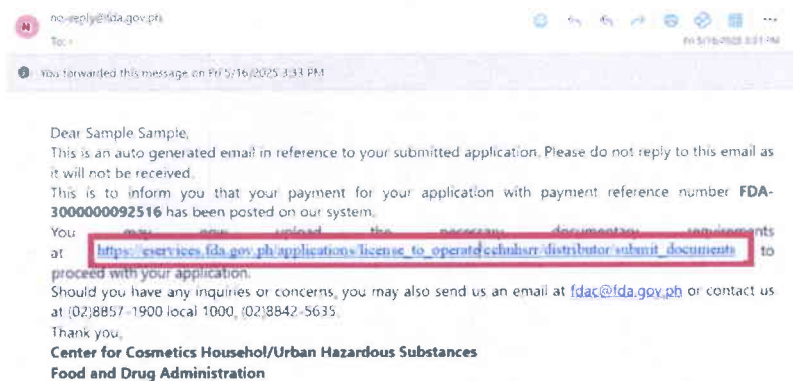 N
no-reply@fda.gov.ph
To:
Fri 5/16/2025 3:31 PM
You forwarded this message on Fri 5/16/2025 3:33 PM
Dear Sample Sample,
This is an auto generated email in reference to your submitted application. Please do not reply to this email as
it will not be received.
This is to inform you that your payment for your application with payment reference number FDA-
3000000092516 has been posted on our system.
You may now upload the necessary documentary requirements
at https://eservices.fda.gov.ph/applications/license_to_operate/cchuhsrr/distributor/submit_documents to
proceed with your application.
Should you have any inquiries or concerns, you may also send us an email at fdac@fda.gov.ph or contact us
at (02)8857-1900 local 1000, (02)8842-5635.
Thank you,
Center for Cosmetics Househol/Urban Hazardous Substances
Food and Drug Administration